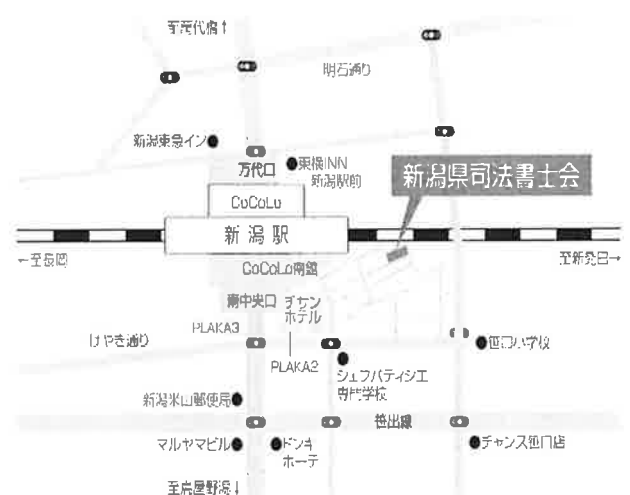 至萬代橋↑
明石通り
新潟東急イン
万代口
東横INN
新潟駅前
新潟県司法書士会
CoCoLo
新潟駅
←至長岡
至新発田→
CoCoLo南館
南中央口
チサン
ホテル
PLAKA3
けやき通り
PLAKA2
笹口小学校
シェフパティシエ
専門学校
新潟米山郵便局
笹出線
マルヤマビル
ドンキ
ホーテ
チャンス笹口店
至鳥屋野潟↓